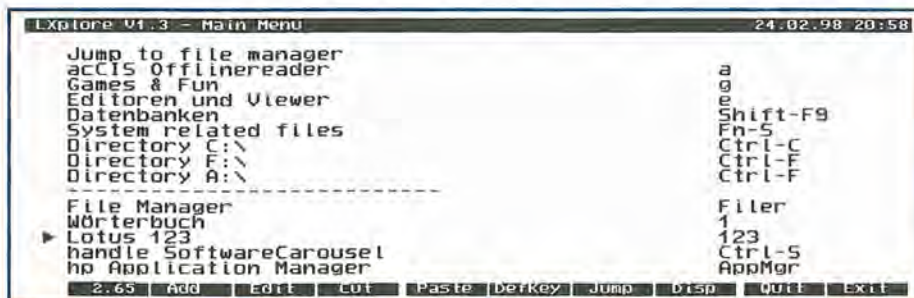 LXplore V1.3 - Main Menu 24.02.98 20:58
Jump to file manager
acCIS Offlinereader a
Games & Fun g
Editoren und Viewer e
Datenbanken Shift-F9
System related files Fn-S
Directory C:\ Ctrl-C
Directory F:\ Ctrl-F
Directory A:\ Ctrl-F
-----------------------------
File Manager Filer
Wörterbuch 1
► Lotus 123 123
handle SoftwareCarousel Ctrl-S
hp Application Manager AppMgr
2.65 Add Edit Cut Paste DefKey Jump Disp Quit Exit